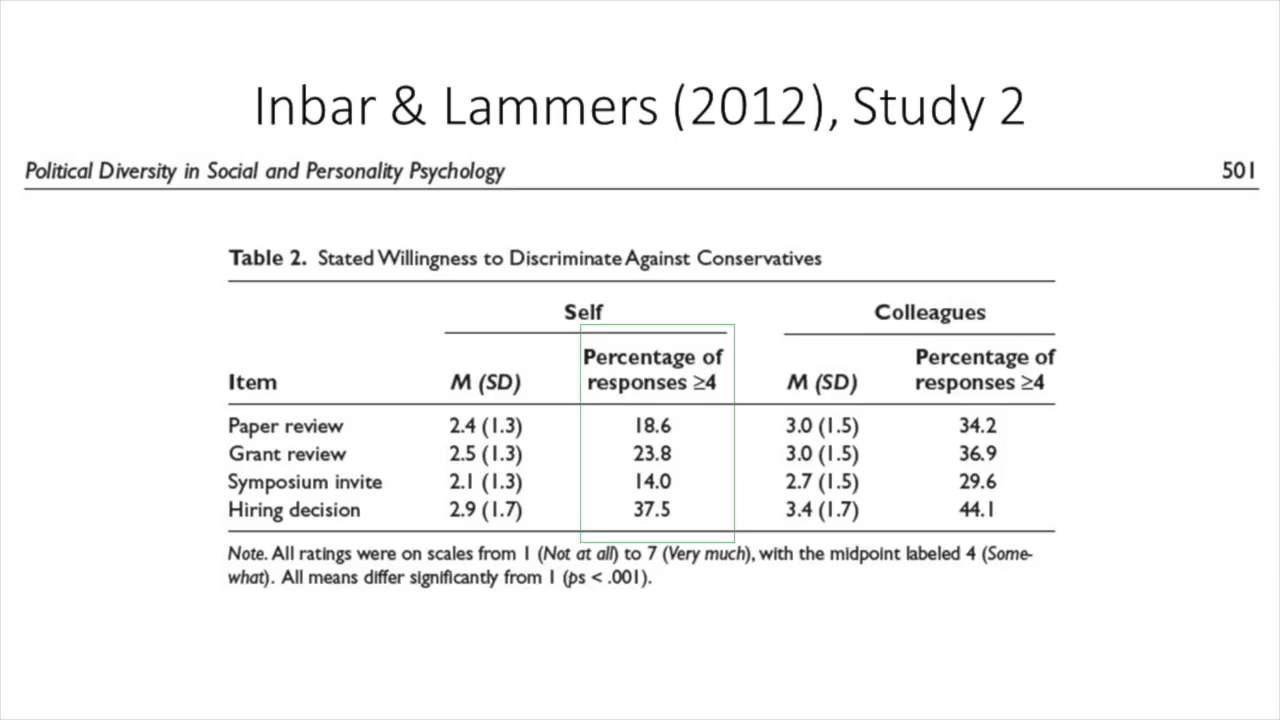 Inbar & Lammers (2012), Study 2
Political Diversity in Social and Personality Psychology 501
Table 2. Stated Willingness to Discriminate Against Conservatives
Self Colleagues
Percentage of Percentage of
Item M (SD) responses ≥4 M (SD) responses ≥4
Paper review 2.4 (1.3) 18.6 3.0 (1.5) 34.2
Grant review 2.5 (1.3) 23.8 3.0 (1.5) 36.9
Symposium invite 2.1 (1.3) 14.0 2.7 (1.5) 29.6
Hiring decision 2.9 (1.7) 37.5 3.4 (1.7) 44.1
Note. All ratings were on scales from 1 (Not at all) to 7 (Very much), with the midpoint labeled 4 (Some-
what). All means differ significantly from 1 (ps < .001).